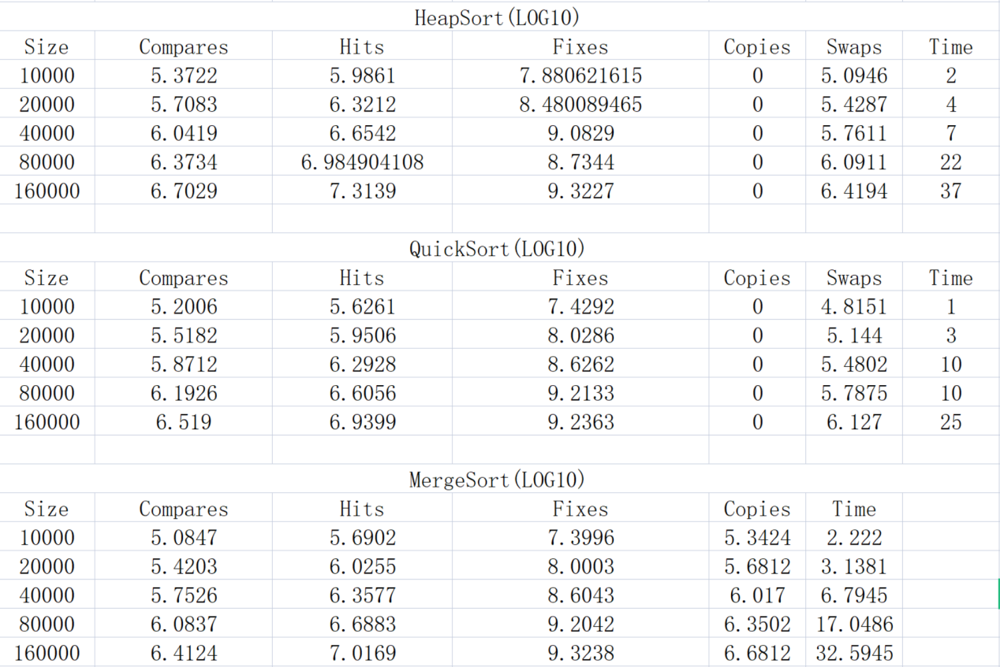 HeapSort(LOG10)
Size Compares Hits Fixes Copies Swaps Time
10000 5.3722 5.9861 7.880621615 0 5.0946 2
20000 5.7083 6.3212 8.480089465 0 5.4287 4
40000 6.0419 6.6542 9.0829 0 5.7611 7
80000 6.3734 6.984904108 8.7344 0 6.0911 22
160000 6.7029 7.3139 9.3227 0 6.4194 37
QuickSort(LOG10)
Size Compares Hits Fixes Copies Swaps Time
10000 5.2006 5.6261 7.4292 0 4.8151 1
20000 5.5182 5.9506 8.0286 0 5.144 3
40000 5.8712 6.2928 8.6262 0 5.4802 10
80000 6.1926 6.6056 9.2133 0 5.7875 10
160000 6.519 6.9399 9.2363 0 6.127 25
MergeSort(LOG10)
Size Compares Hits Fixes Copies Time
10000 5.0847 5.6902 7.3996 5.3424 2.222
20000 5.4203 6.0255 8.0003 5.6812 3.1381
40000 5.7526 6.3577 8.6043 6.017 6.7945
80000 6.0837 6.6883 9.2042 6.3502 17.0486
160000 6.4124 7.0169 9.3238 6.6812 32.5945